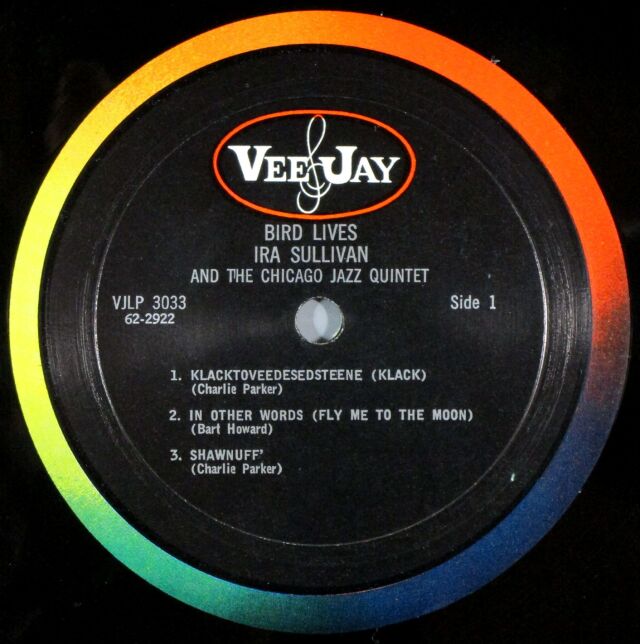 VEE JAY
BIRD LIVES
IRA SULLIVAN
AND THE CHICAGO JAZZ QUINTET
VJLP 3033
62-2922
Side 1
1. KLACKTOVEEDESEDSTEENE (KLACK)
(Charlie Parker)
2. IN OTHER WORDS (FLY ME TO THE MOON)
(Bart Howard)
3. SHAWNUFF'
(Charlie Parker)